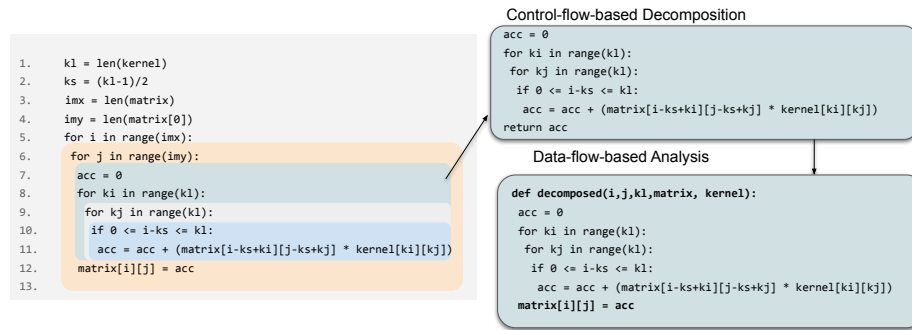 1. kl = len(kernel)
2. ks = (kl-1)/2
3. imx = len(matrix)
4. imy = len(matrix[0])
5. for i in range(imx):
6. for j in range(imy):
7. acc = 0
8. for ki in range(kl):
9. for kj in range(kl):
10. if 0 <= i-ks <= kl:
11. acc = acc + (matrix[i-ks+ki][j-ks+kj] * kernel[ki][kj])
12. matrix[i][j] = acc
13.
Control-flow-based Decomposition
acc = 0
for ki in range(kl):
for kj in range(kl):
if 0 <= i-ks <= kl:
acc = acc + (matrix[i-ks+ki][j-ks+kj] * kernel[ki][kj])
return acc
Data-flow-based Analysis
def decomposed(i,j,kl,matrix, kernel):
acc = 0
for ki in range(kl):
for kj in range(kl):
if 0 <= i-ks <= kl:
acc = acc + (matrix[i-ks+ki][j-ks+kj] * kernel[ki][kj])
matrix[i][j] = acc